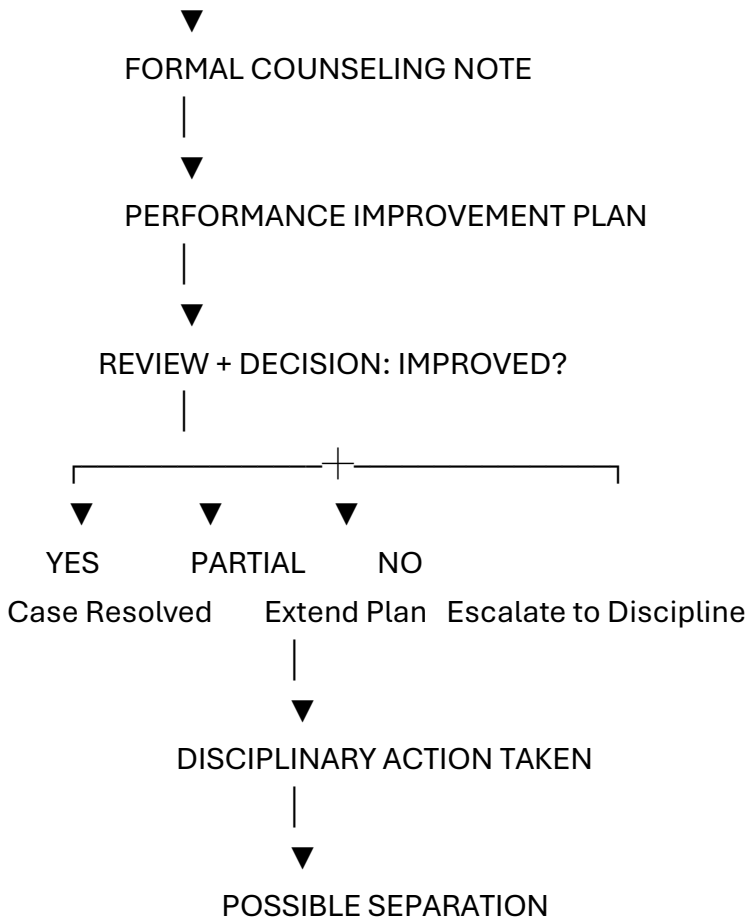 FORMAL COUNSELING NOTE
PERFORMANCE IMPROVEMENT PLAN
REVIEW + DECISION: IMPROVED?
YES PARTIAL NO
Case Resolved Extend Plan Escalate to Discipline
DISCIPLINARY ACTION TAKEN
POSSIBLE SEPARATION